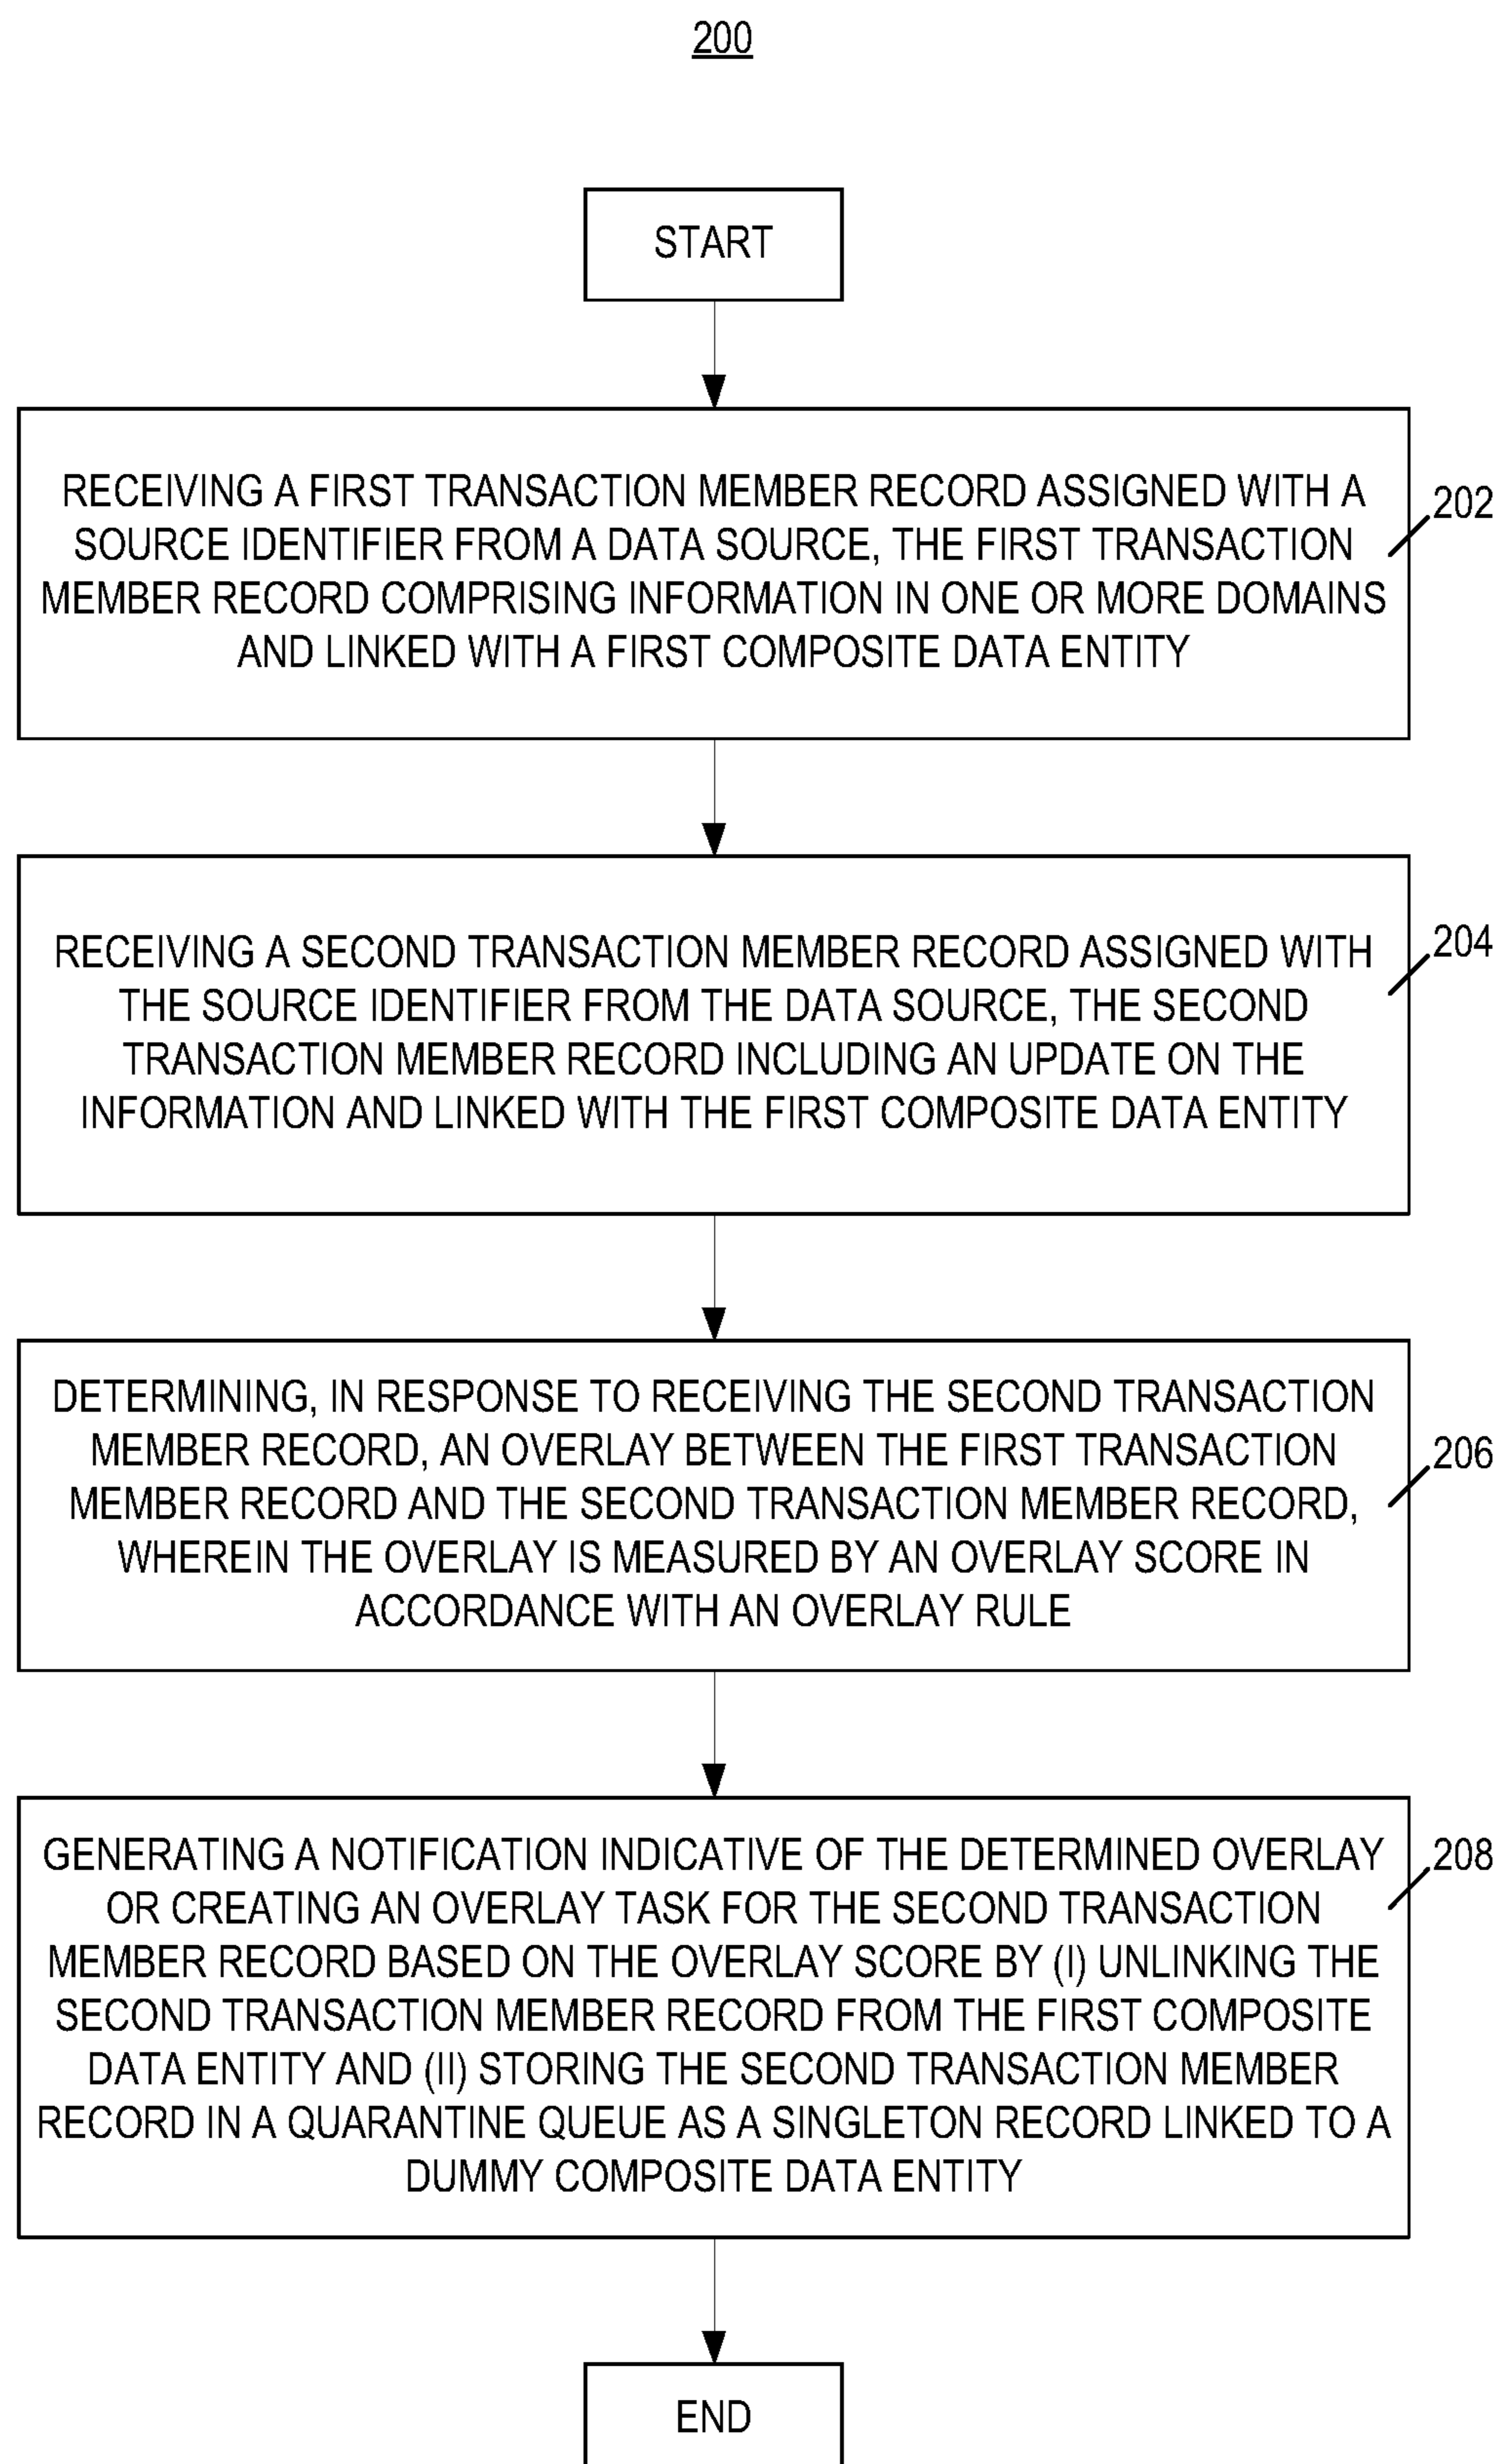 200
START
RECEIVING A FIRST TRANSACTION MEMBER RECORD ASSIGNED WITH A
SOURCE IDENTIFIER FROM A DATA SOURCE, THE FIRST TRANSACTION
MEMBER RECORD COMPRISING INFORMATION IN ONE OR MORE DOMAINS
AND LINKED WITH A FIRST COMPOSITE DATA ENTITY
202
RECEIVING A SECOND TRANSACTION MEMBER RECORD ASSIGNED WITH
THE SOURCE IDENTIFIER FROM THE DATA SOURCE, THE SECOND
TRANSACTION MEMBER RECORD INCLUDING AN UPDATE ON THE
INFORMATION AND LINKED WITH THE FIRST COMPOSITE DATA ENTITY
204
DETERMINING, IN RESPONSE TO RECEIVING THE SECOND TRANSACTION
MEMBER RECORD, AN OVERLAY BETWEEN THE FIRST TRANSACTION
MEMBER RECORD AND THE SECOND TRANSACTION MEMBER RECORD,
WHEREIN THE OVERLAY IS MEASURED BY AN OVERLAY SCORE IN
ACCORDANCE WITH AN OVERLAY RULE
206
GENERATING A NOTIFICATION INDICATIVE OF THE DETERMINED OVERLAY
OR CREATING AN OVERLAY TASK FOR THE SECOND TRANSACTION
MEMBER RECORD BASED ON THE OVERLAY SCORE BY (I) UNLINKING THE
SECOND TRANSACTION MEMBER RECORD FROM THE FIRST COMPOSITE
DATA ENTITY AND (II) STORING THE SECOND TRANSACTION MEMBER
RECORD IN A QUARANTINE QUEUE AS A SINGLETON RECORD LINKED TO A
DUMMY COMPOSITE DATA ENTITY
208
END